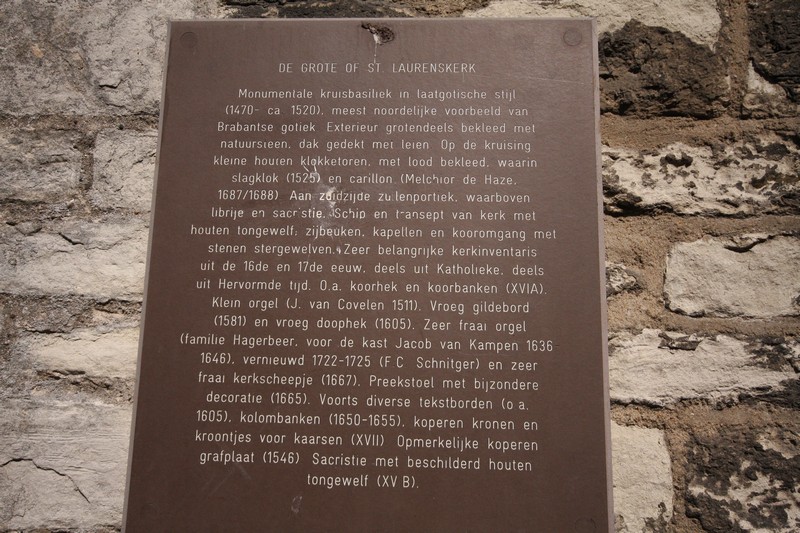 DE GROTE OF ST. LAURENSKERK
Monumentale kruisbasiliek in laatgotische stijl
(1470- ca 1520), meest noordelijke voorbeeld van
Brabantse gotiek. Exterieur grotendeels bekleed met
natuursteen, dak gedekt met leien. Op de kruising
kleine houten klokketoren, met lood bekleed, waarin
slagklok (1525) en carillon (Melchior de Haze,
1687/1688) Aan zuidzijde zuilenportiek, waarboven
librije en sacristie. Schip en transept van kerk met
houten tongewelf; zijbeuken, kapellen en kooromgang met
stenen stergewelven. Zeer belangrijke kerkinventaris
uit de 16de en 17de eeuw, deels uit Katholieke, deels
uit Hervormde tijd. O.a. koorhek en koorbanken (XVIA).
Klein orgel (J. van Covelen 1511). Vroeg gildebord
(1581) en vroeg doophek (1605). Zeer fraai orgel
(familie Hagerbeer, voor de kast Jacob van Kampen 1636
1646), vernieuwd 1722-1725 (F.C. Schnitger) en zeer
fraai kerkscheepje (1667). Preekstoel met bijzondere
decoratie (1665). Voorts diverse tekstborden (o.a.
1605), kolombanken (1650-1655), koperen kronen en
kroontjes voor kaarsen (XVII) Opmerkelijke koperen
grafplaat (1546) Sacristie met beschilderd houten
tongewelf (XV B).